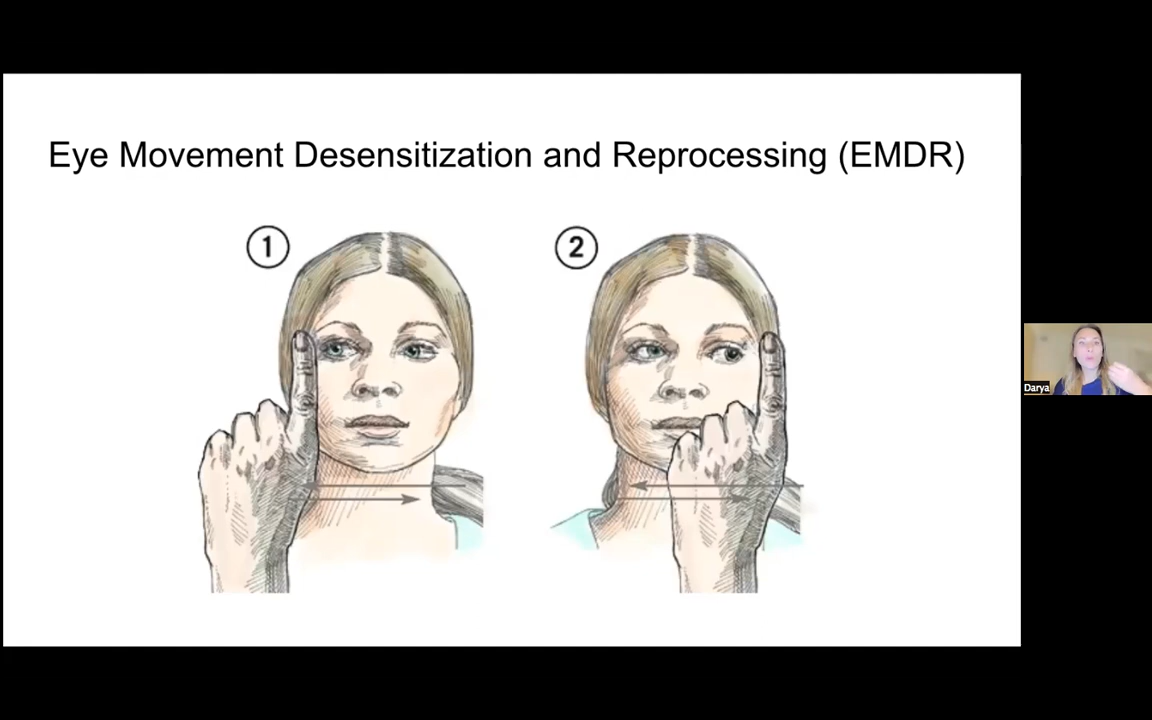 Eye Movement Desensitization and Reprocessing (EMDR)
1
2
Darya